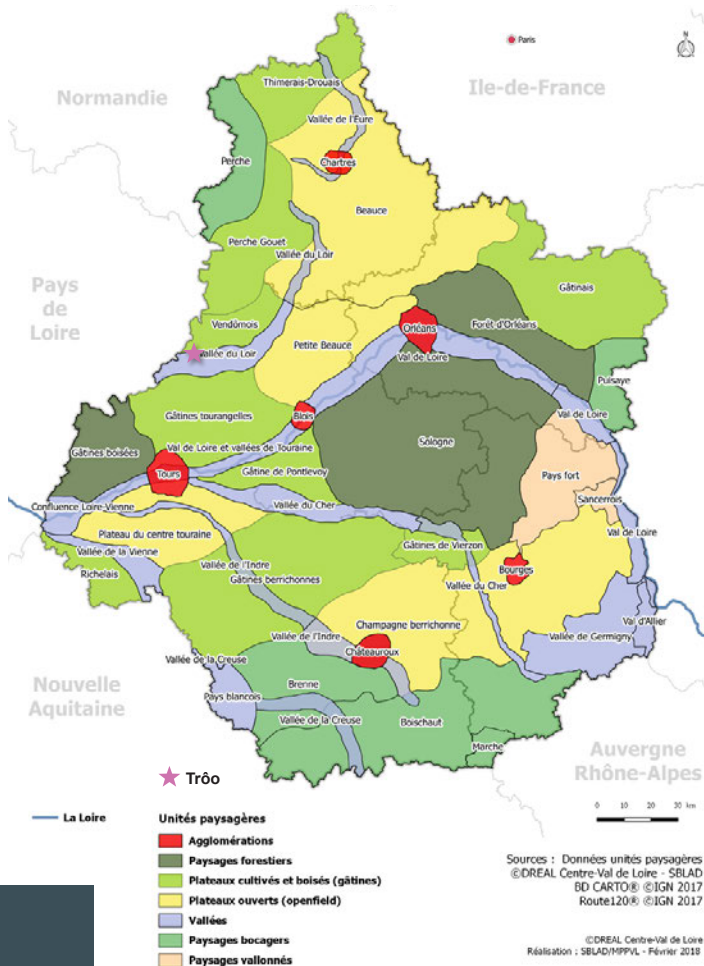 Paris
N
Normandie
Ile-de-France
Thimerais-Drouais
Vallée de l'Eure
Chartres
Perche
Beauce
Perche Gouet
Vallée du Loir
Pays
de
Loire
Gâtinais
Vendômois
Orléans
Forêt d'Orléans
Vallée du Loir
Petite Beauce
Val de Loire
Puisaye
Gâtines tourangelles
Blois
Val de Loire
Sologne
Gâtines boisées
Val de Loire et vallées de Touraine
Tours
Gâtine de Pontlevoy
Pays fort
Sancerrois
Confluence Loire-Vienne
Vallée du Cher
Val de Loire
Plateau du centre touraine
Gâtines de Vierzon
Vallée de la Vienne
Richelais
Vallée de l'Indre
Gâtines berrichonnes
Bourges
Vallée du Cher
Champagne berrichonne
Val d'Allier
Vallée de l'Indre
Vallée de Germigny
Châteauroux
Vallée de la Creuse
Nouvelle
Aquitaine
Brenne
Pays blancois
Vallée de la Creuse
Boischaut
Marche
Auvergne
Rhône-Alpes
Trôo
0 10 20 30 km
La Loire
Unités paysagères
Agglomérations
Paysages forestiers
Plateaux cultivés et boisés (gâtines)
Plateaux ouverts (openfield)
Vallées
Paysages bocagers
Paysages vallonnés
Sources : Données unités paysagères
©DREAL Centre-Val de Loire - SBLAD
BD CARTO® ©IGN 2017
Route120® ©IGN 2017
©DREAL Centre-Val de Loire
Réalisation : SBLAD/MPPVL - Février 2018